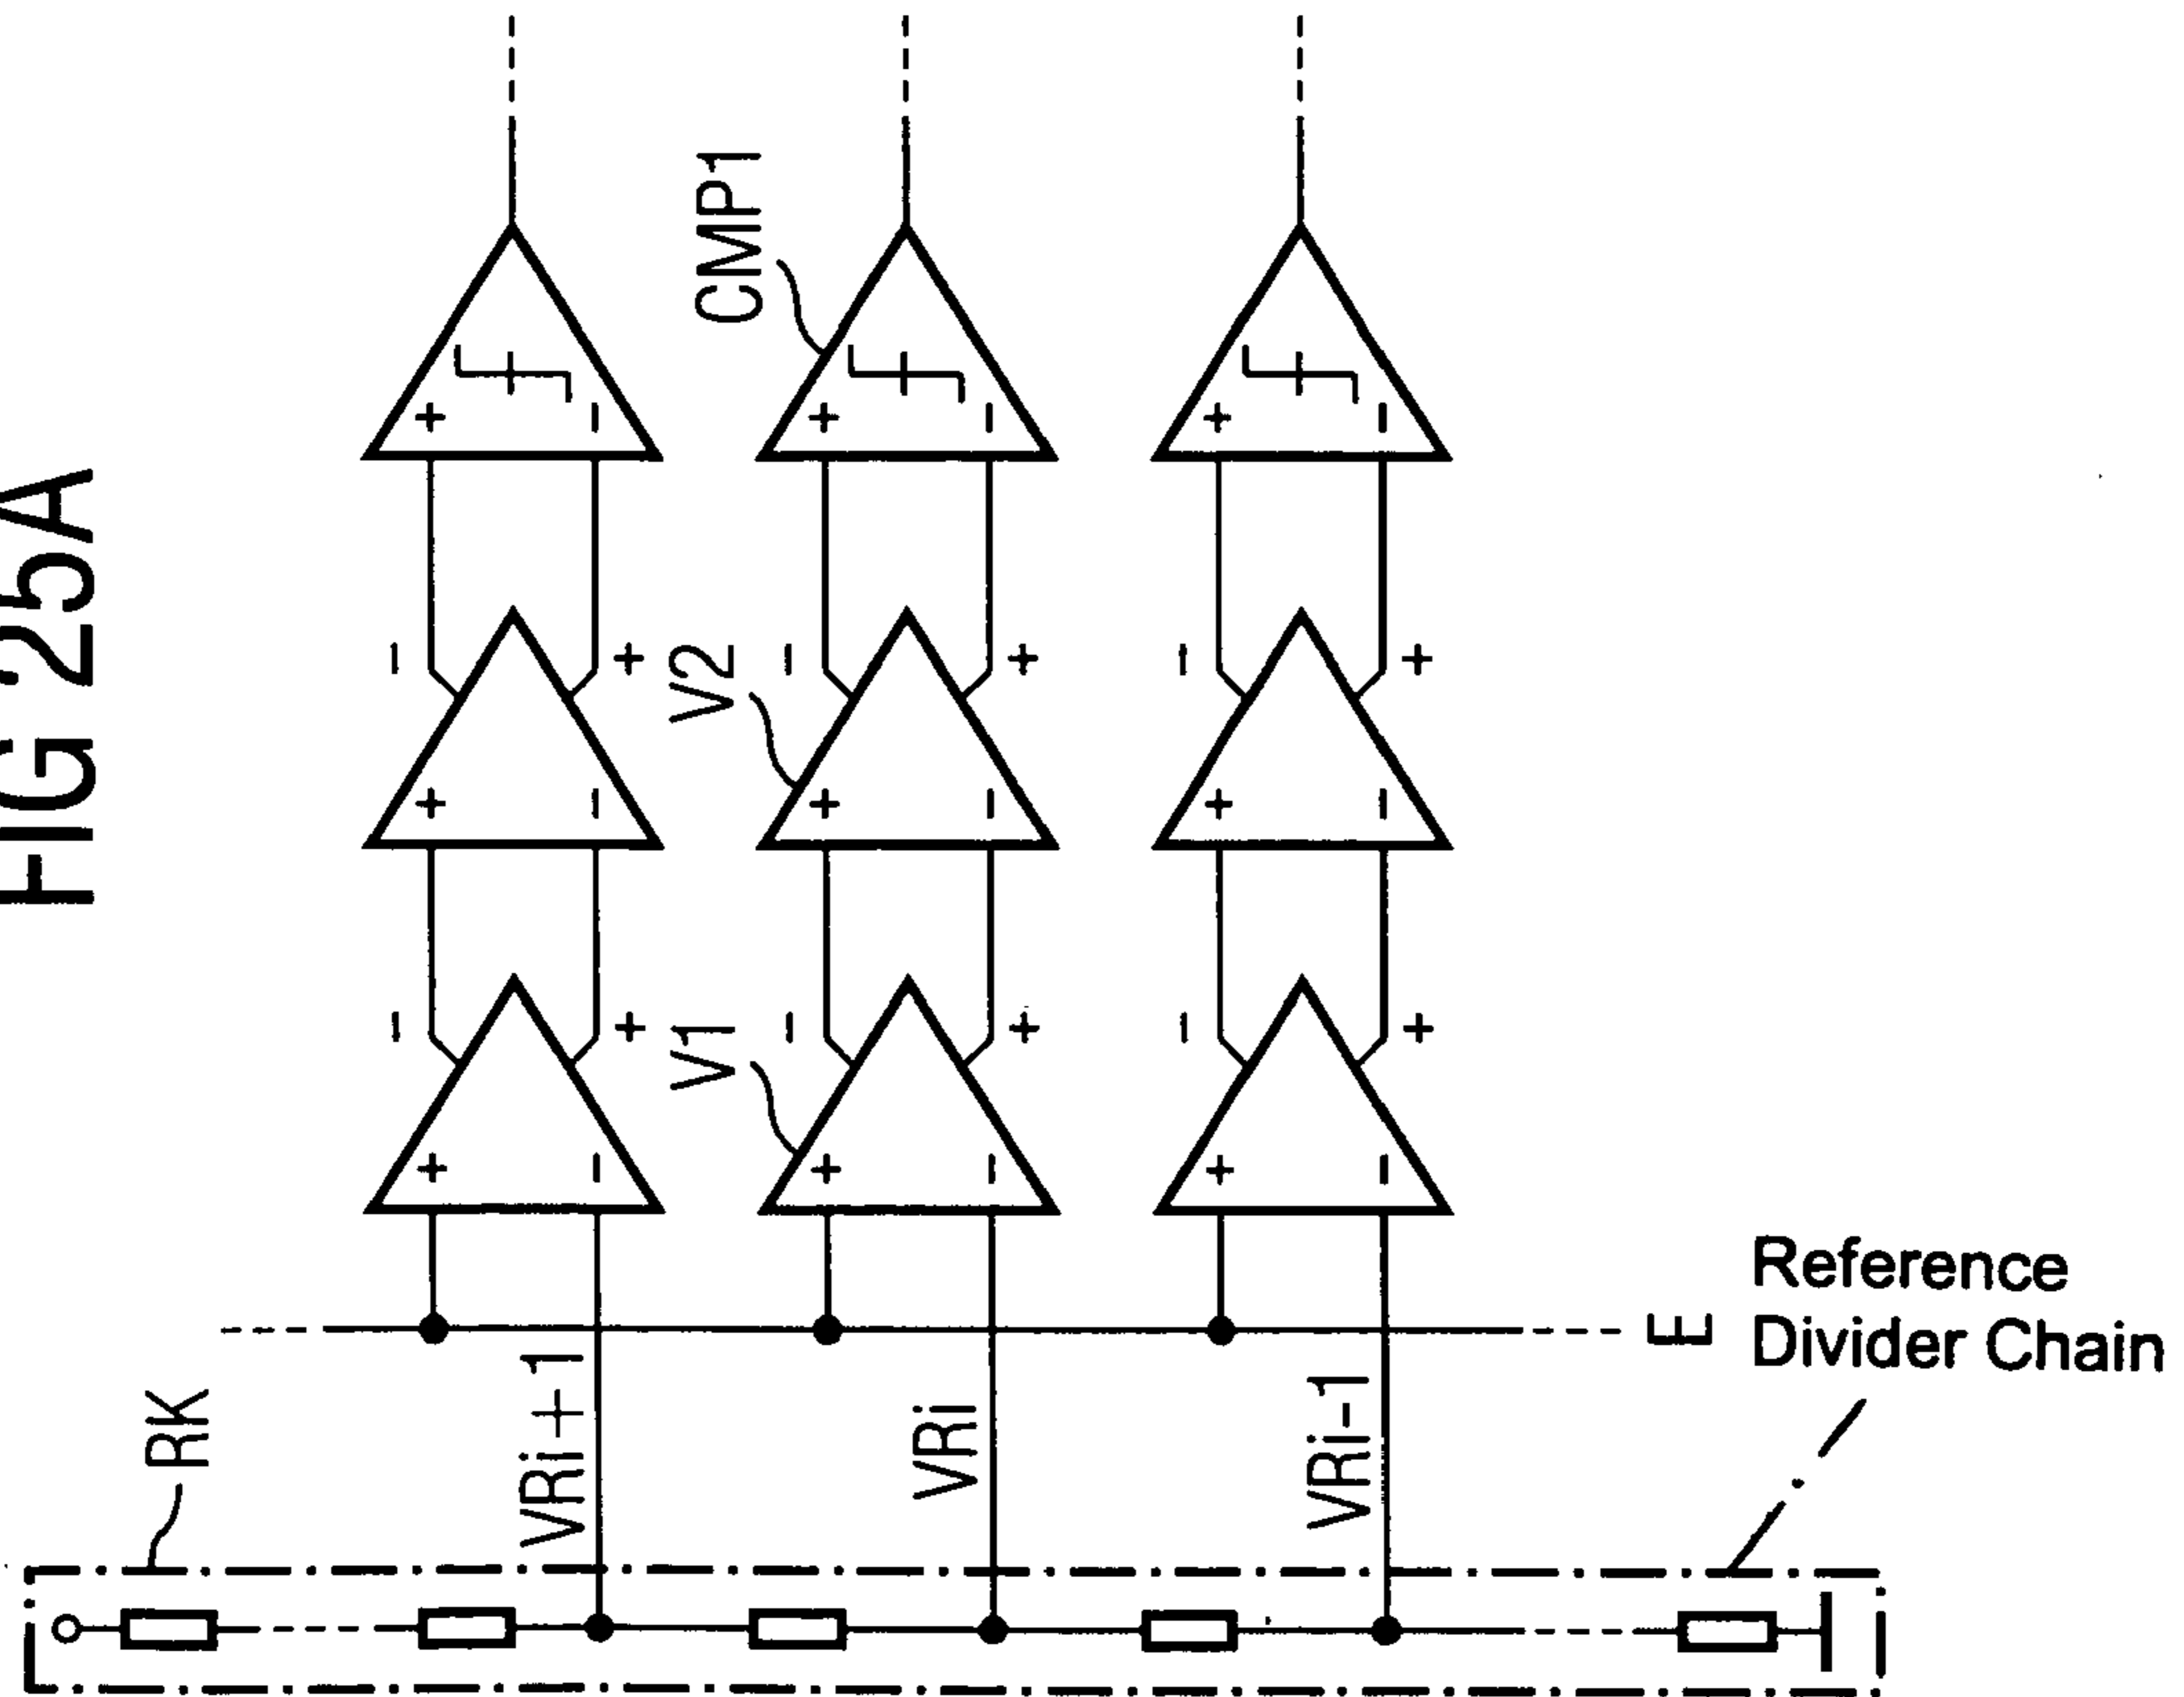 FIG 25A
CMP1
V2
V1
Reference
Divider Chain
E
RK
VRi+1
VRi
VRi-1
+
-
+
-
+
-
-
+
-
+
-
+
+
-
+
-
+
-
-
+
-
+
-
+
+
-
+
-
+
-